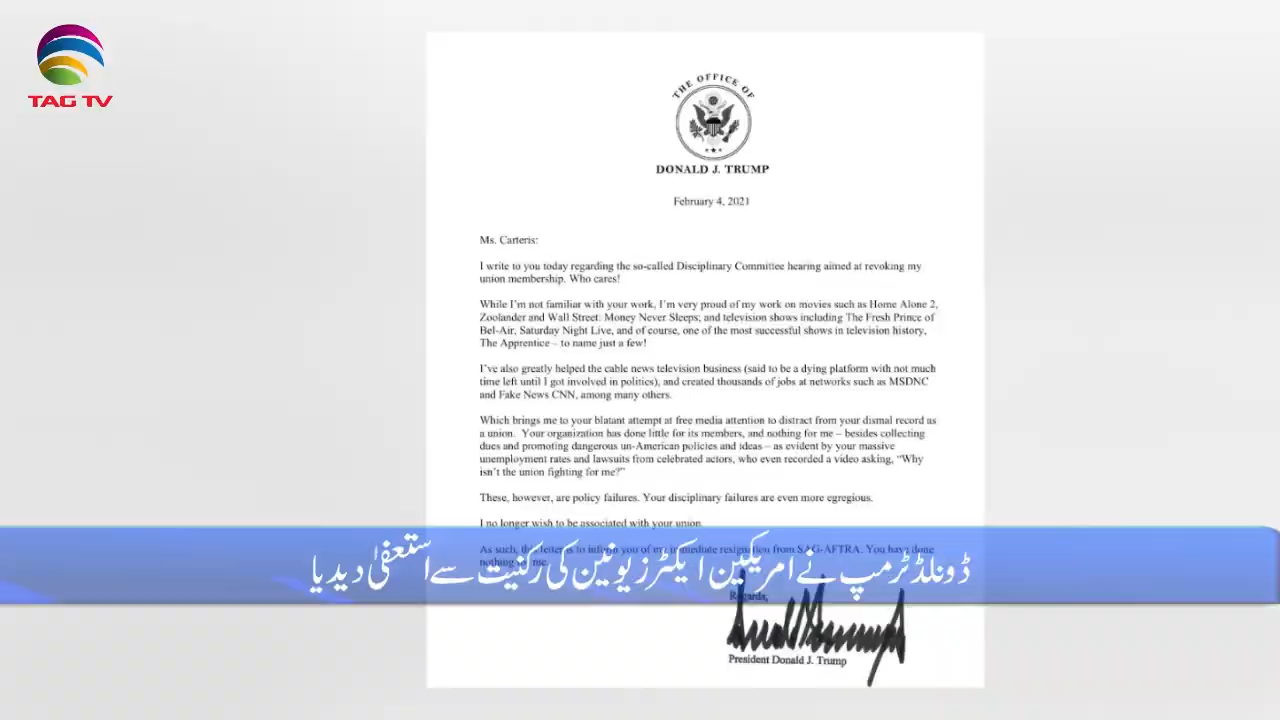 TAG TV
THE OFFICE OF
DONALD J. TRUMP
February 4, 2021
Ms. Carteris:
I write to you today regarding the so-called Disciplinary Committee hearing aimed at revoking my
union membership. Who cares!
While I'm not familiar with your work, I'm very proud of my work on movies such as Home Alone 2,
Zoolander and Wall Street: Money Never Sleeps; and television shows including The Fresh Prince of
Bel-Air, Saturday Night Live, and of course, one of the most successful shows in television history,
The Apprentice – to name just a few!
I've also greatly helped the cable news television business (said to be a dying platform with not much
time left until I got involved in politics), and created thousands of jobs at networks such as MSDNC
and Fake News CNN, among many others.
Which brings me to your blatant attempt at free media attention to distract from your dismal record as
a union. Your organization has done little for its members, and nothing for me – besides collecting
dues and promoting dangerous un-American policies and ideas – as evident by your massive
unemployment rates and lawsuits from celebrated actors, who even recorded a video asking, “Why
isn't the union fighting for me?”
These, however, are policy failures. Your disciplinary failures are even more egregious.
I no longer wish to be associated with your union.
As such, this letter is to inform you of my immediate resignation from SAG-AFTRA. You have done
nothing for me.
ڈونلڈ ٹرمپ نے امریکین ایکٹرز یونین کی رکنیت سے استعفیٰ دیدیا
Regards,
President Donald J. Trump